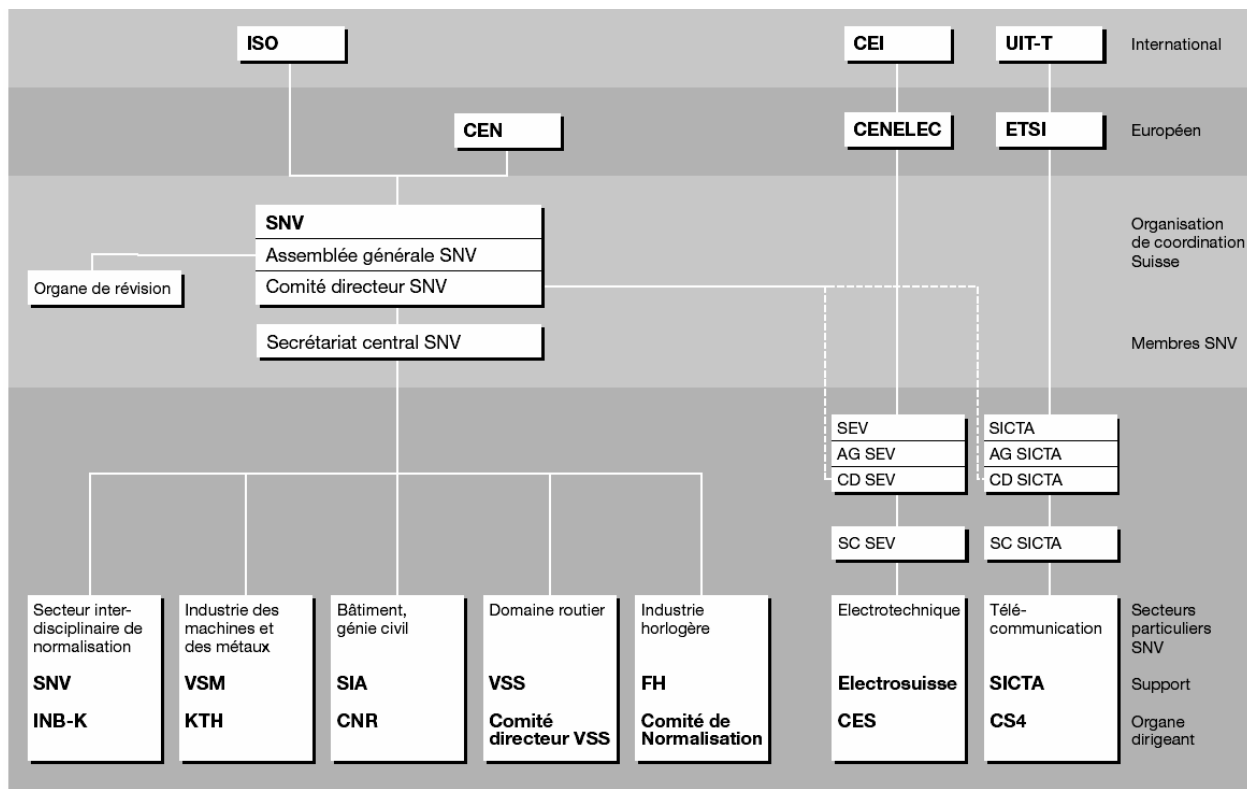 ISO
CEI
UIT-T
International
CEN
CENELEC
ETSI
Européen
SNV
Assemblée générale SNV
Comité directeur SNV
Organe de révision
Organisation
de coordination
Suisse
Secrétariat central SNV
Membres SNV
SEV
AG SEV
CD SEV
SICTA
AG SICTA
CD SICTA
SC SEV
SC SICTA
Secteur inter-
disciplinaire de
normalisation
SNV
INB-K
Industrie des
machines et
des métaux
VSM
KTH
Bâtiment,
génie civil
SIA
CNR
Domaine routier
VSS
Comité
directeur VSS
Industrie
horlogère
FH
Comité de
Normalisation
Electrotechnique
Electrosuisse
CES
Télé-
communication
SICTA
CS4
Secteurs
particuliers
SNV
Support
Organe
dirigeant